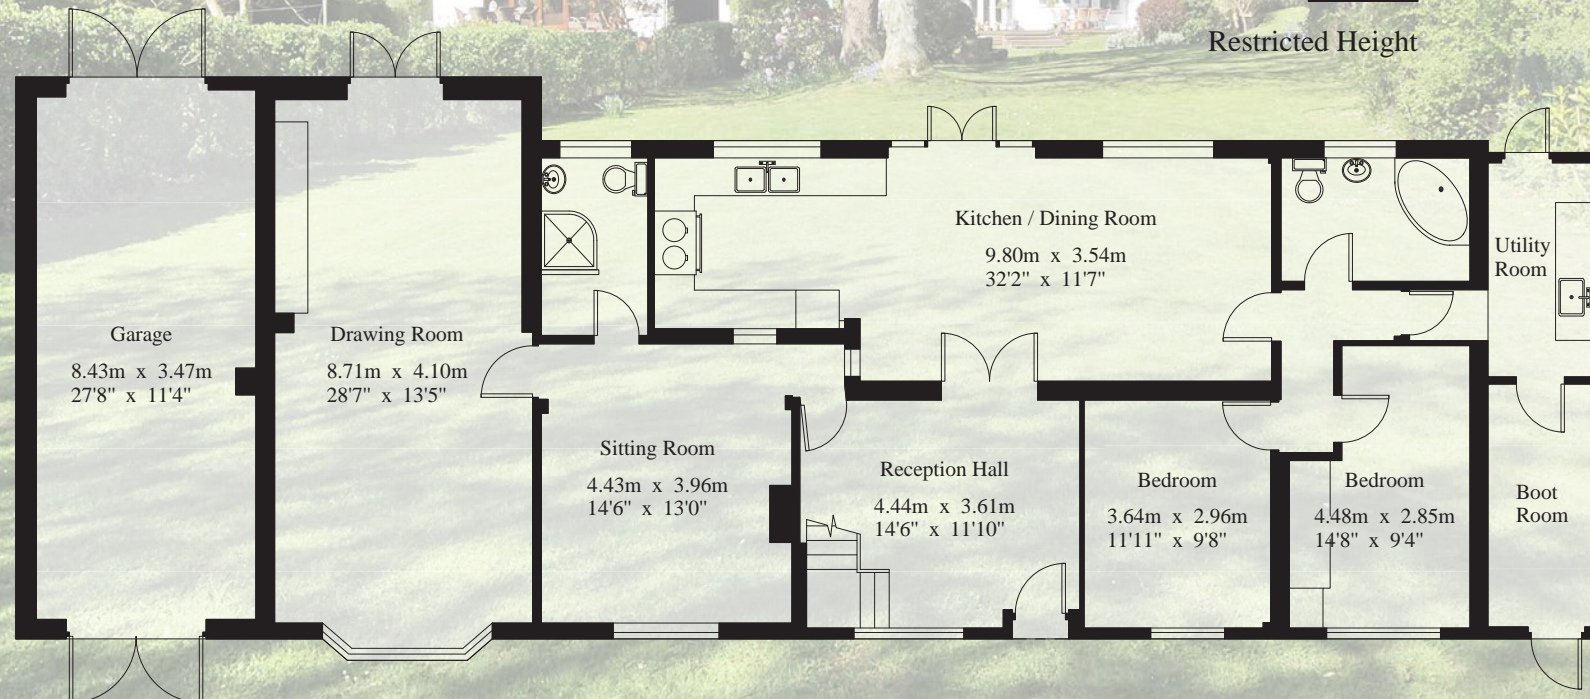 Restricted Height
Garage
8.43m x 3.47m
27'8" x 11'4"
Drawing Room
8.71m x 4.10m
28'7" x 13'5"
Sitting Room
4.43m x 3.96m
14'6" x 13'0"
Kitchen / Dining Room
9.80m x 3.54m
32'2" x 11'7"
Reception Hall
4.44m x 3.61m
14'6" x 11'10"
Bedroom
3.64m x 2.96m
11'11" x 9'8"
Bedroom
4.48m x 2.85m
14'8" x 9'4"
Utility
Room
Boot
Room